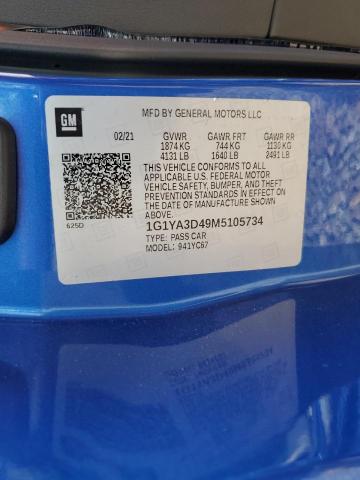 GM
MFD BY GENERAL MOTORS LLC
02/21 GVWR GAWR FRT GAWR RR
1874 KG 744 KG 1130 KG
4131 LB 1640 LB 2491 LB
THIS VEHICLE CONFORMS TO ALL
APPLICABLE U.S. FEDERAL MOTOR
VEHICLE SAFETY, BUMPER, AND THEFT
PREVENTION STANDARDS IN EFFECT ON
THE DATE OF MANUFACTURE SHOWN
ABOVE.
625D
1G1YA3D49M5105734
TYPE: PASS CAR
MODEL: 941YC67